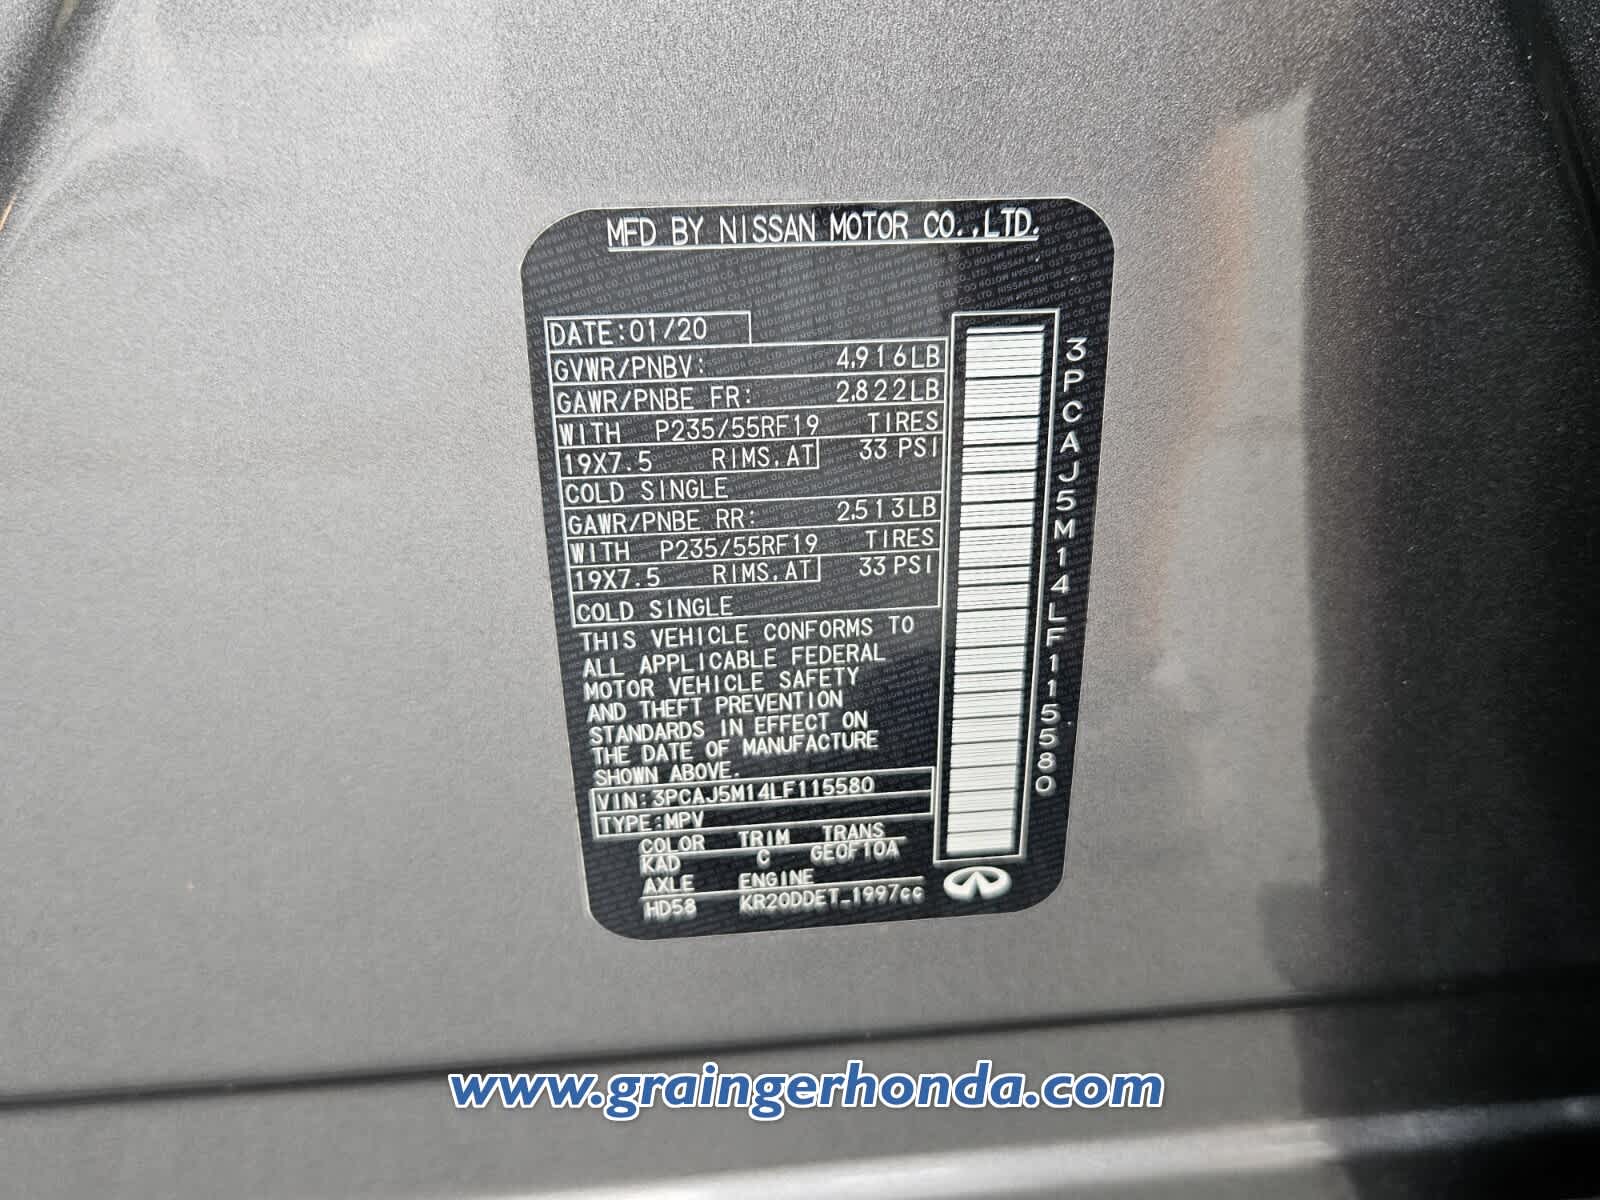 MFD BY NISSAN MOTOR CO.,LTD.
DATE:01/20
GVWR/PNBV: 4,916LB
GAWR/PNBE FR: 2,822LB
WITH P235/55RF19 TIRES
19X7.5 RIMS,AT 33 PSI
COLD SINGLE
GAWR/PNBE RR: 2,513LB
WITH P235/55RF19 TIRES
19X7.5 RIMS,AT 33 PSI
COLD SINGLE
THIS VEHICLE CONFORMS TO
ALL APPLICABLE FEDERAL
MOTOR VEHICLE SAFETY
AND THEFT PREVENTION
STANDARDS IN EFFECT ON
THE DATE OF MANUFACTURE
SHOWN ABOVE.
VIN:3PCAJ5M14LF115580
TYPE:MPV
COLOR TRIM TRANS
KAD C GE0F10A
AXLE ENGINE
HD58 KR20DDET_1997cc
3PCAJ5M14LF115580
www.graingerhonda.com